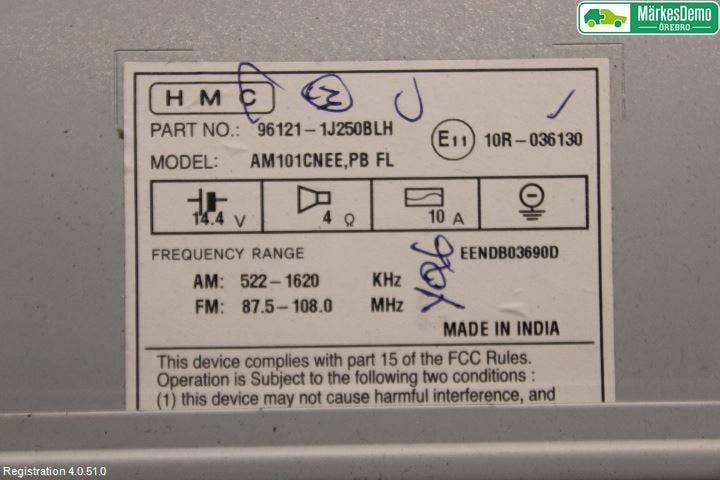 MärkesDemo
ÖREBRO
HMC
PART NO.: 96121-1J250BLH
E11 10R-036130
MODEL: AM101CNEE,PB FL
14.4 V 4 Ω 10 A
FREQUENCY RANGE
EENDB03690D
AM: 522-1620 KHz
FM: 87.5-108.0 MHz
MADE IN INDIA
This device complies with part 15 of the FCC Rules.
Operation is Subject to the following two conditions :
(1) this device may not cause harmful interference, and
Registration 4.0.51.0